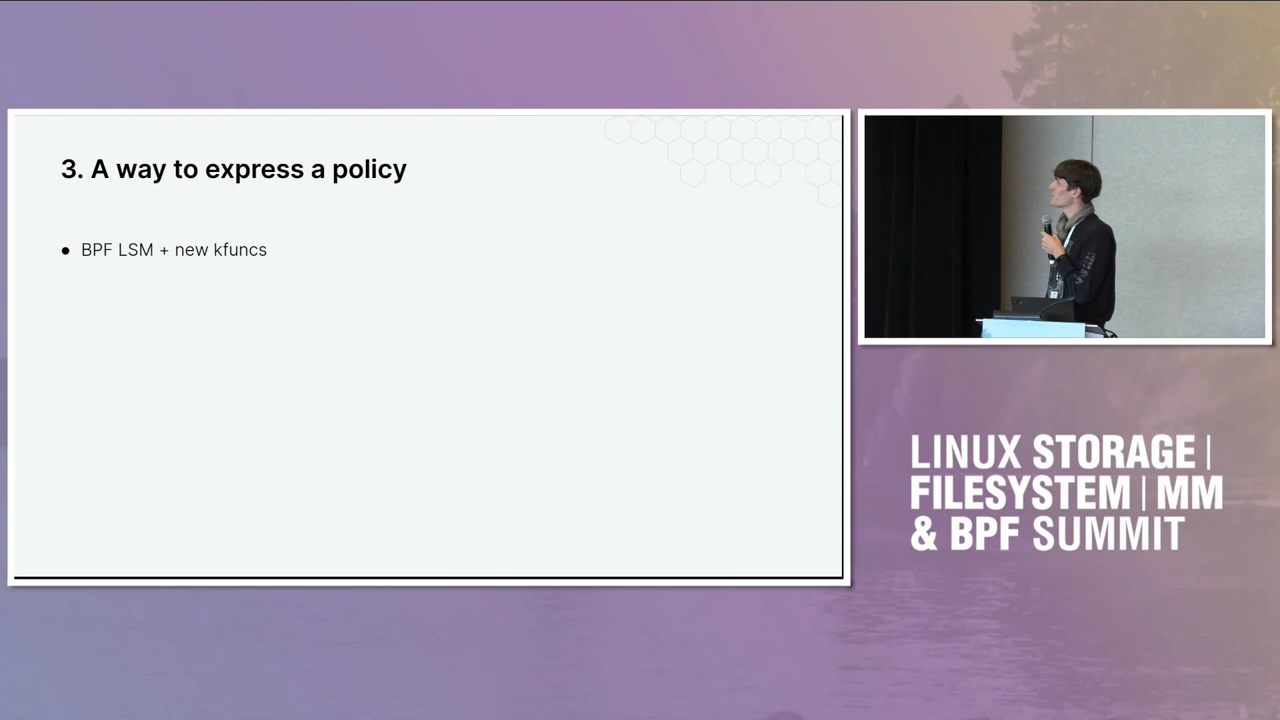 3. A way to express a policy
● BPF LSM + new kfuncs
LINUX STORAGE |
FILESYSTEM | MM
& BPF SUMMIT